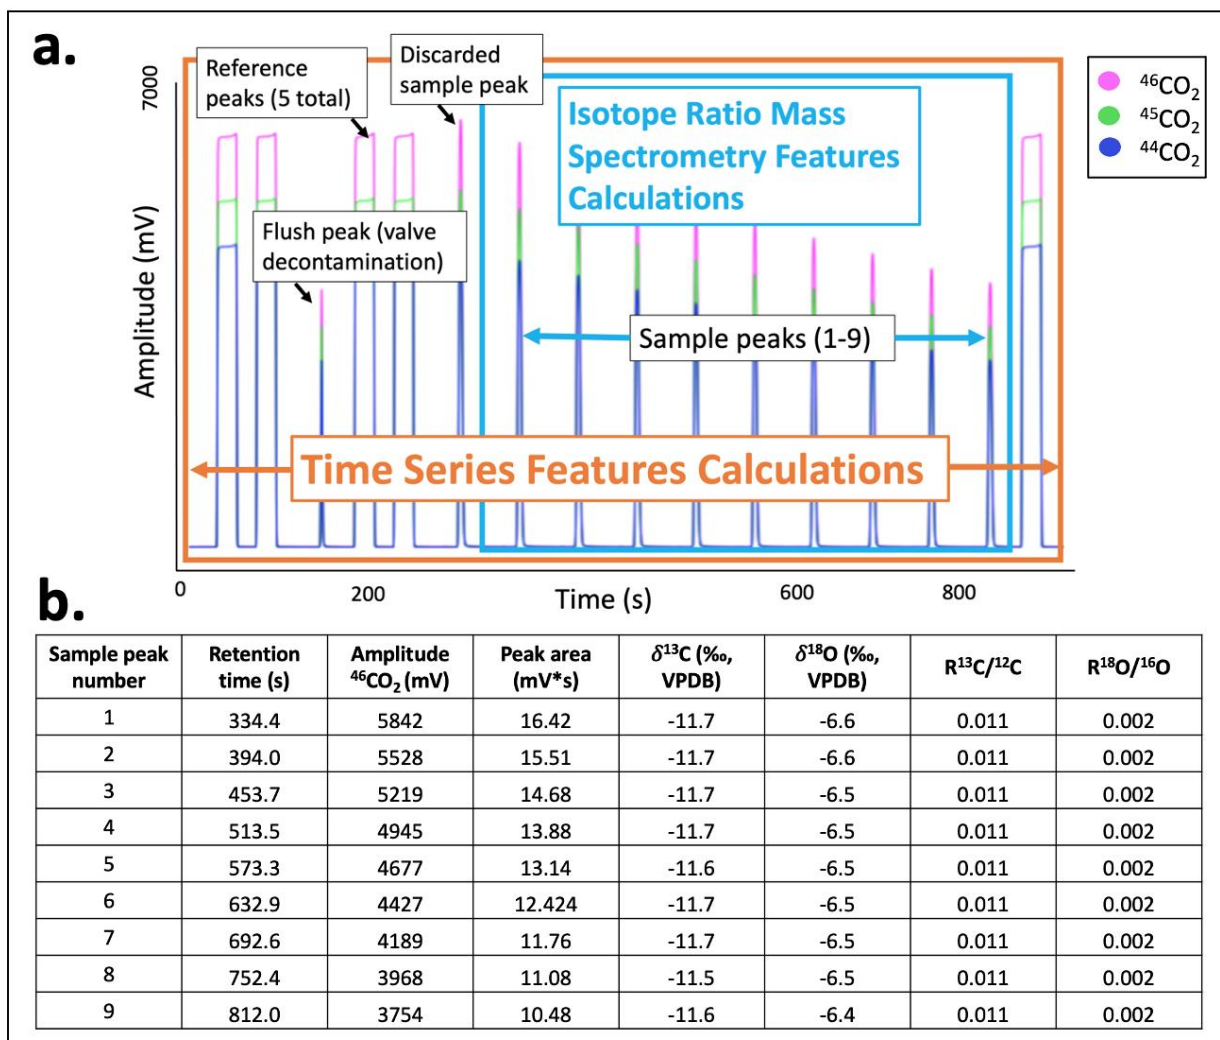 a.
7000
Amplitude (mV)
Reference
peaks (5 total)
Discarded
sample peak
Flush peak (valve
decontamination)
Isotope Ratio Mass
Spectrometry Features
Calculations
Sample peaks (1-9)
Time Series Features Calculations
⁴⁶CO₂
⁴⁵CO₂
⁴⁴CO₂
0
200
600
800
Time (s)
b.
Sample peak number | Retention time (s) | Amplitude ⁴⁶CO₂ (mV) | Peak area (mV*s) | δ¹³C (‰, VPDB) | δ¹⁸O (‰, VPDB) | R¹³C/¹²C | R¹⁸O/¹⁶O
1 | 334.4 | 5842 | 16.42 | -11.7 | -6.6 | 0.011 | 0.002
2 | 394.0 | 5528 | 15.51 | -11.7 | -6.6 | 0.011 | 0.002
3 | 453.7 | 5219 | 14.68 | -11.7 | -6.5 | 0.011 | 0.002
4 | 513.5 | 4945 | 13.88 | -11.7 | -6.5 | 0.011 | 0.002
5 | 573.3 | 4677 | 13.14 | -11.6 | -6.5 | 0.011 | 0.002
6 | 632.9 | 4427 | 12.424 | -11.7 | -6.5 | 0.011 | 0.002
7 | 692.6 | 4189 | 11.76 | -11.7 | -6.5 | 0.011 | 0.002
8 | 752.4 | 3968 | 11.08 | -11.5 | -6.5 | 0.011 | 0.002
9 | 812.0 | 3754 | 10.48 | -11.6 | -6.4 | 0.011 | 0.002